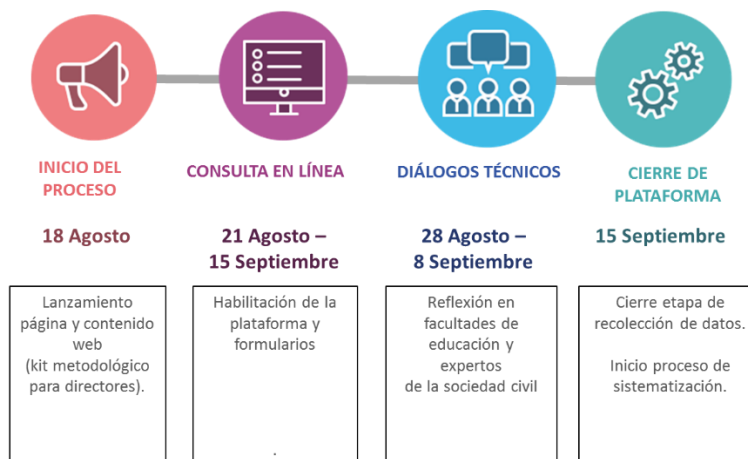 INICIO DEL
PROCESO
18 Agosto
Lanzamiento
página y contenido
web
(kit metodológico
para directores).
CONSULTA EN LÍNEA
21 Agosto –
15 Septiembre
Habilitación de la
plataforma y
formularios
.
DIÁLOGOS TÉCNICOS
28 Agosto –
8 Septiembre
Reflexión en
facultades de
educación y
expertos
de la sociedad civil
CIERRE DE
PLATAFORMA
15 Septiembre
Cierre etapa de
recolección de datos.
Inicio proceso de
sistematización.